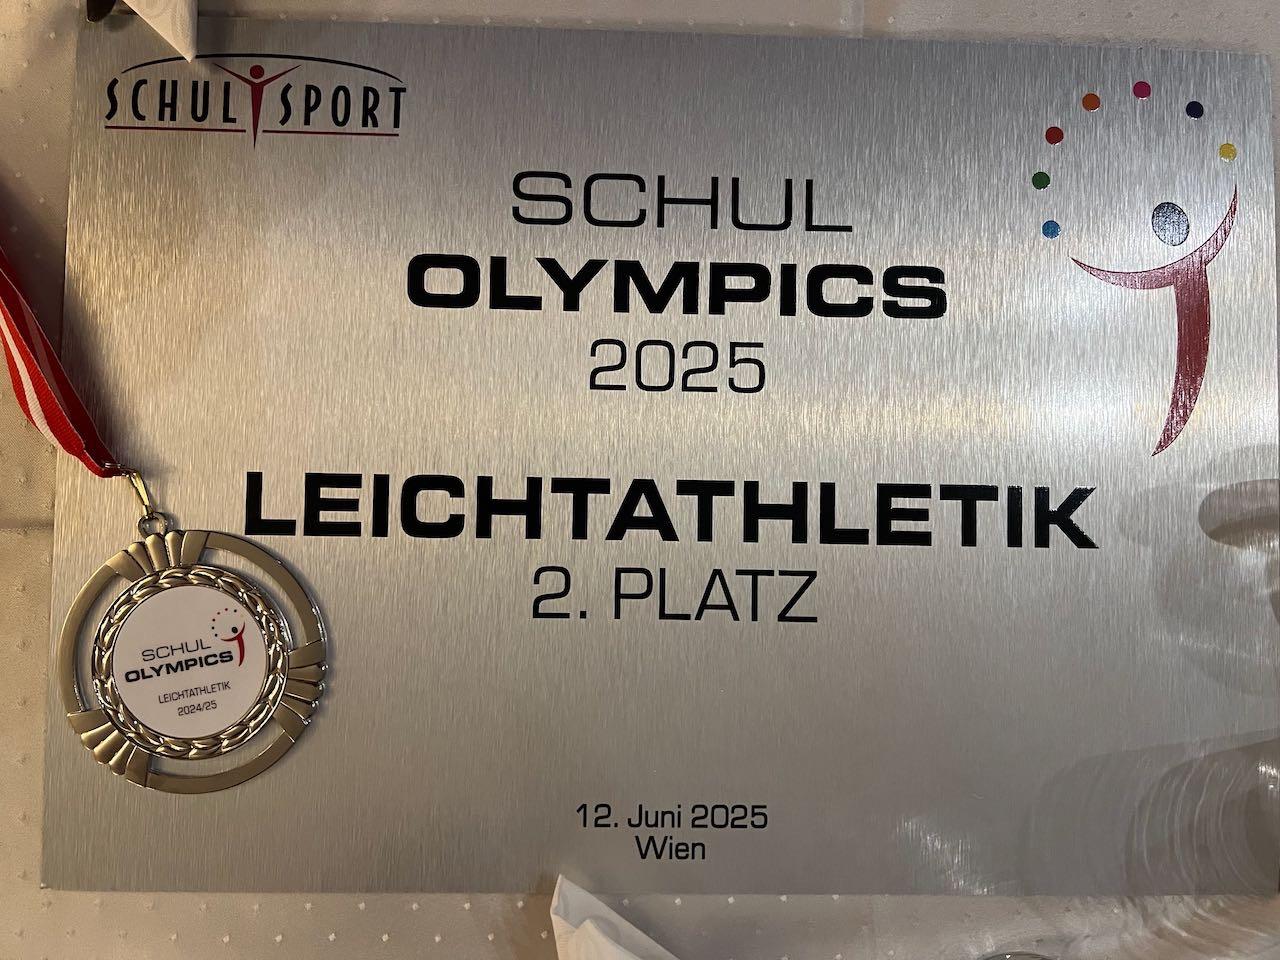 SCHUL SPORT
SCHUL
OLYMPICS
2025
LEICHTATHLETIK
2. PLATZ
SCHUL
OLYMPICS
LEICHTATHLETIK
2024/25
12. Juni 2025
Wien